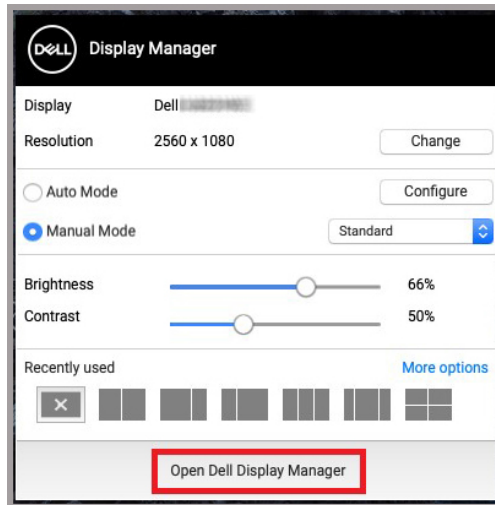 DELL Display Manager
Display Dell
Resolution 2560 x 1080 Change
Auto Mode Configure
Manual Mode Standard
Brightness 66%
Contrast 50%
Recently used More options
Open Dell Display Manager